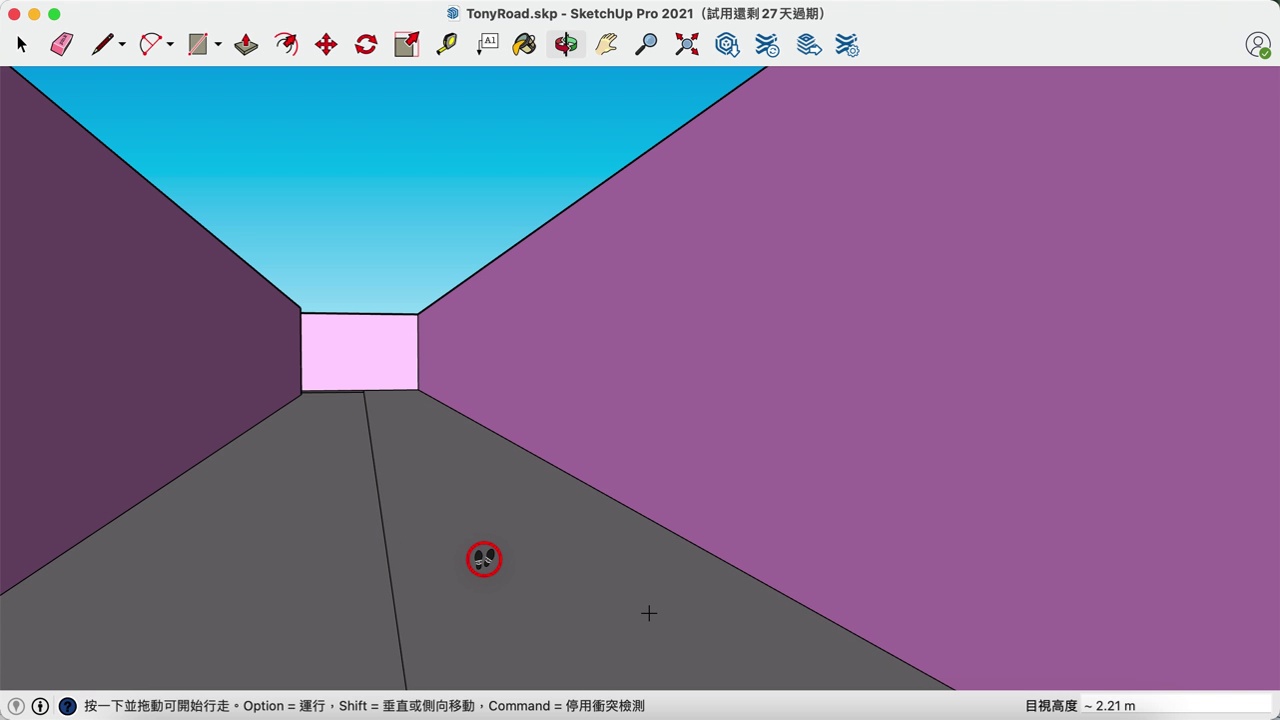 TonyRoad.skp - SketchUp Pro 2021（試用還剩 27 天過期）
A1
按一下並拖動可開始行走。Option = 運行，Shift = 垂直或側向移動，Command = 停用衝突檢測
目視高度 ~ 2.21 m